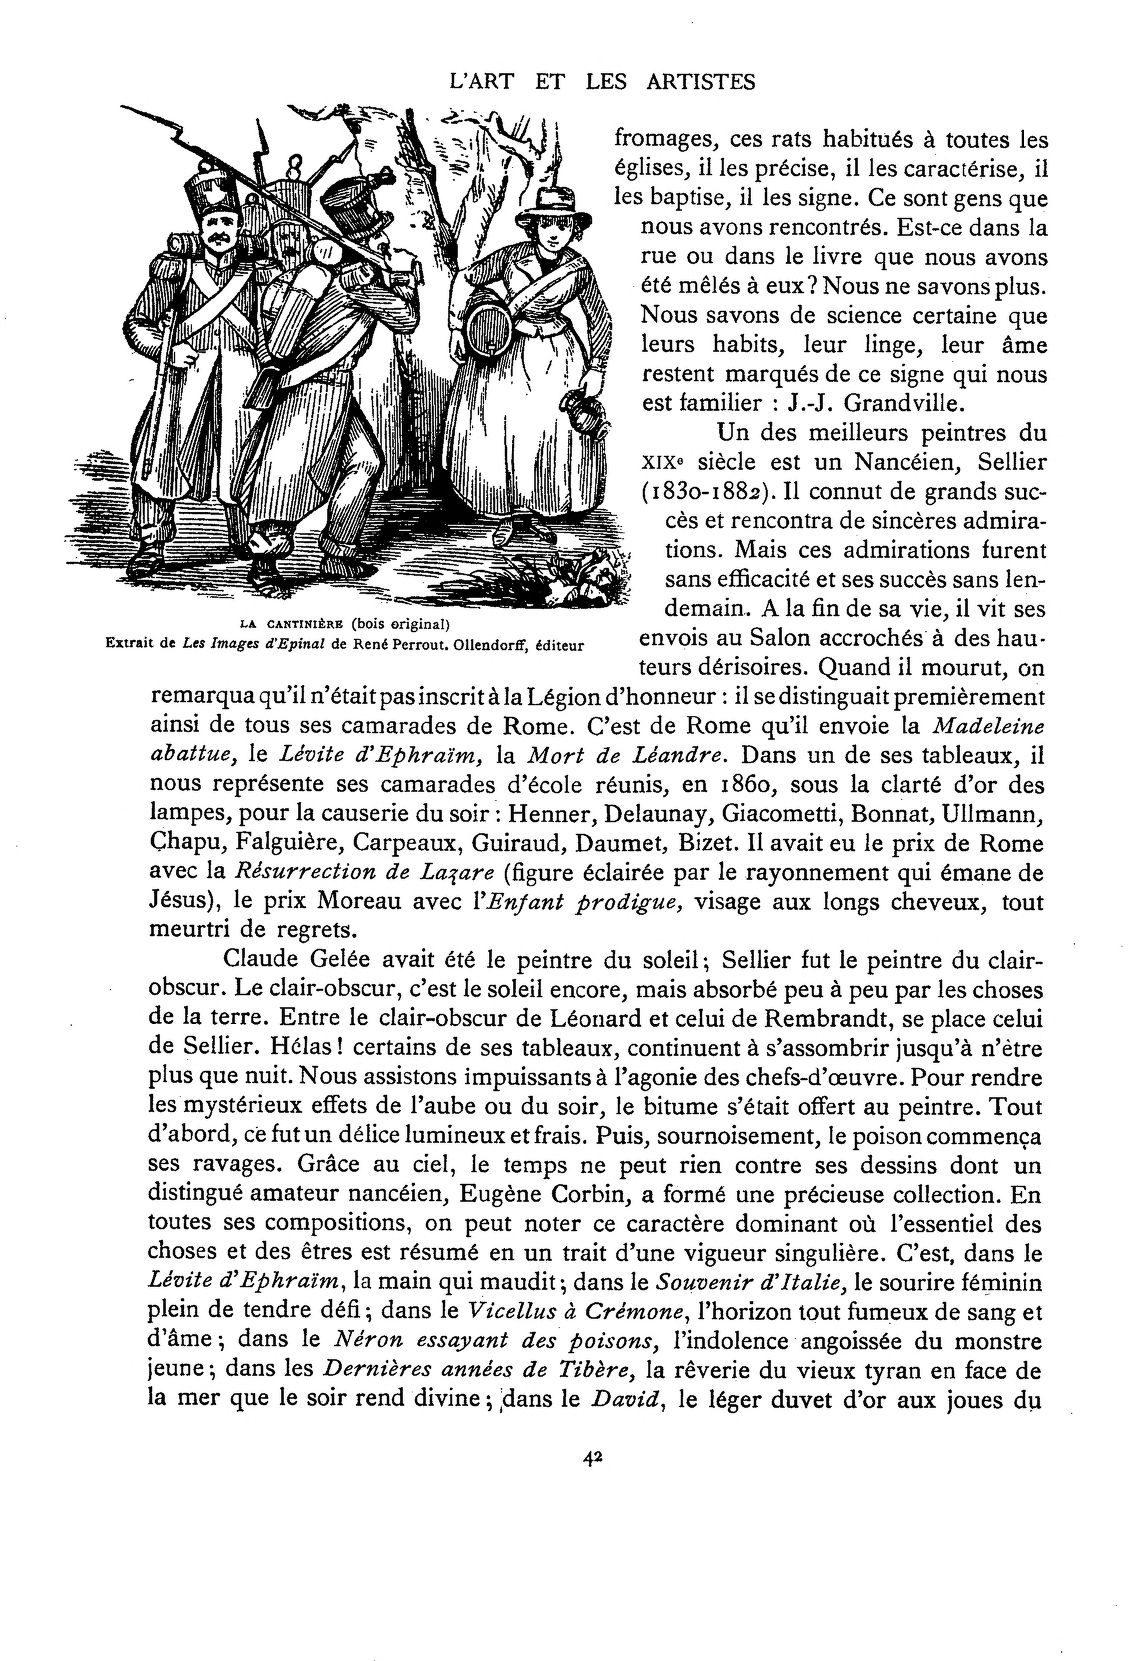 L'ART ET LES ARTISTES
LA CANTINIÈRE (bois original)
Extrait de Les Images d'Epinal de René Perrout. Ollendorff, éditeur
fromages, ces rats habitués à toutes les
églises, il les précise, il les caractérise, il
les baptise, il les signe. Ce sont gens que
nous avons rencontrés. Est-ce dans la
rue ou dans le livre que nous avons
été mêlés à eux? Nous ne savons plus.
Nous savons de science certaine que
leurs habits, leur linge, leur âme
restent marqués de ce signe qui nous
est familier : J.-J. Grandville.
Un des meilleurs peintres du
XIXe siècle est un Nancéien, Sellier
(1830-1882). Il connut de grands suc-
cès et rencontra de sincères admira-
tions. Mais ces admirations furent
sans efficacité et ses succès sans len-
demain. A la fin de sa vie, il vit ses
envois au Salon accrochés à des hau-
teurs dérisoires. Quand il mourut, on
remarqua qu'il n'était pas inscrit à la Légion d'honneur : il se distinguait premièrement
ainsi de tous ses camarades de Rome. C'est de Rome qu'il envoie la Madeleine
abattue, le Lévite d'Ephraïm, la Mort de Léandre. Dans un de ses tableaux, il
nous représente ses camarades d'école réunis, en 1860, sous la clarté d'or des
lampes, pour la causerie du soir : Henner, Delaunay, Giacometti, Bonnat, Ullmann,
Chapu, Falguière, Carpeaux, Guiraud, Daumet, Bizet. Il avait eu le prix de Rome
avec la Résurrection de Lazare (figure éclairée par le rayonnement qui émane de
Jésus), le prix Moreau avec l'Enfant prodigue, visage aux longs cheveux, tout
meurtri de regrets.
Claude Gelée avait été le peintre du soleil; Sellier fut le peintre du clair-
obscur. Le clair-obscur, c'est le soleil encore, mais absorbé peu à peu par les choses
de la terre. Entre le clair-obscur de Léonard et celui de Rembrandt, se place celui
de Sellier. Hélas! certains de ses tableaux, continuent à s'assombrir jusqu'à n'être
plus que nuit. Nous assistons impuissants à l'agonie des chefs-d'œuvre. Pour rendre
les mystérieux effets de l'aube ou du soir, le bitume s'était offert au peintre. Tout
d'abord, ce fut un délice lumineux et frais. Puis, sournoisement, le poison commença
ses ravages. Grâce au ciel, le temps ne peut rien contre ses dessins dont un
distingué amateur nancéien, Eugène Corbin, a formé une précieuse collection. En
toutes ses compositions, on peut noter ce caractère dominant où l'essentiel des
choses et des êtres est résumé en un trait d'une vigueur singulière. C'est, dans le
Lévite d'Ephraïm, la main qui maudit; dans le Souvenir d'Italie, le sourire féminin
plein de tendre défi; dans le Vicellus à Crémone, l'horizon tout fumeux de sang et
d'âme; dans le Néron essayant des poisons, l'indolence angoissée du monstre
jeune; dans les Dernières années de Tibère, la rêverie du vieux tyran en face de
la mer que le soir rend divine; dans le David, le léger duvet d'or aux joues du
42